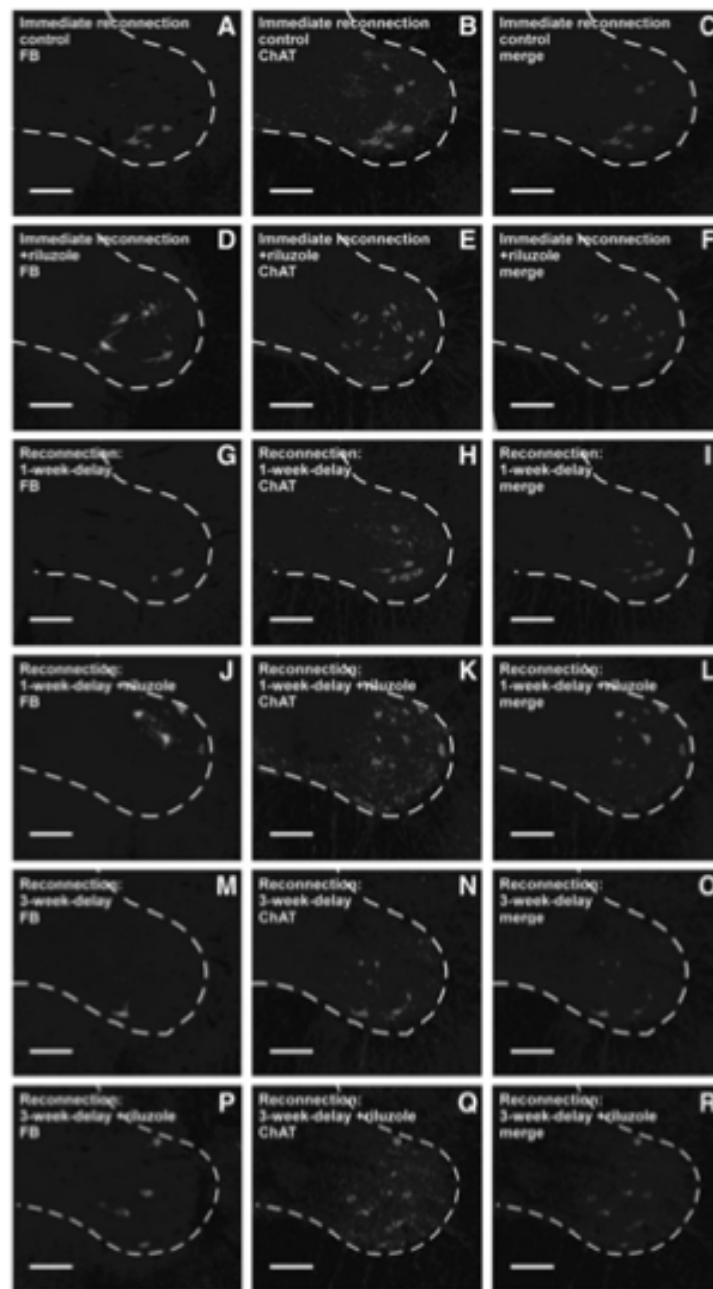 Immediate reconnection A
control
FB
Immediate reconnection B
control
ChAT
Immediate reconnection C
control
merge
Immediate reconnection
+riluzole D
FB
Immediate reconnection
+riluzole E
ChAT
Immediate reconnection
+riluzole F
merge
Reconnection: G
1-week-delay
FB
Reconnection: H
1-week-delay
ChAT
Reconnection: I
1-week-delay
merge
Reconnection: J
1-week-delay +riluzole
FB
Reconnection: K
1-week-delay +riluzole
ChAT
Reconnection: L
1-week-delay +riluzole
merge
Reconnection: M
3-week-delay
FB
Reconnection: N
3-week-delay
ChAT
Reconnection: O
3-week-delay
merge
Reconnection:
3-week-delay +riluzole P
FB
Reconnection:
3-week-delay +riluzole Q
ChAT
Reconnection:
3-week-delay +riluzole R
merge